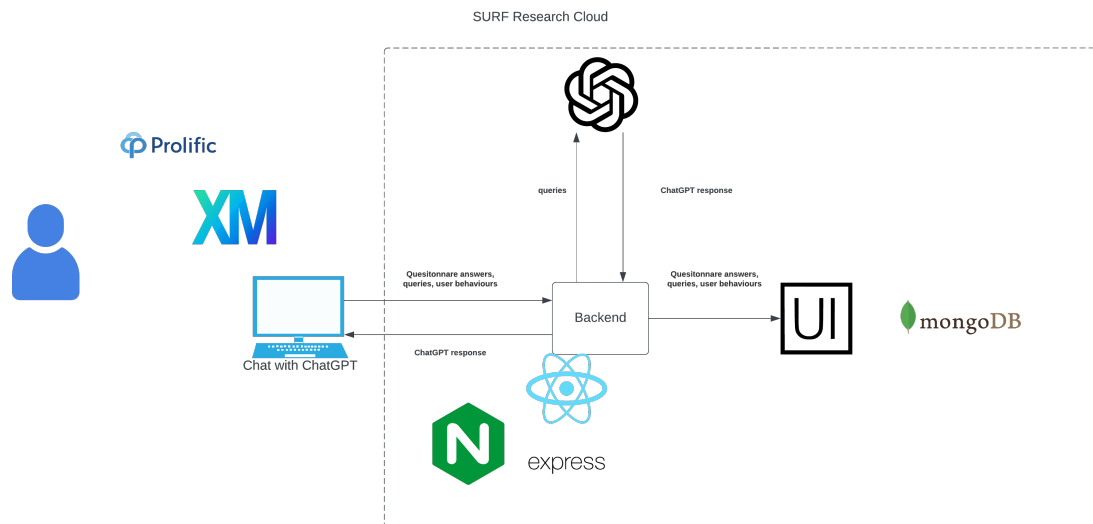 SURF Research Cloud
Prolific
XM
queries
ChatGPT response
Quesitonnare answers,
queries, user behaviours
Quesitonnare answers,
queries, user behaviours
Backend
UI
mongoDB
ChatGPT response
Chat with ChatGPT
N
express